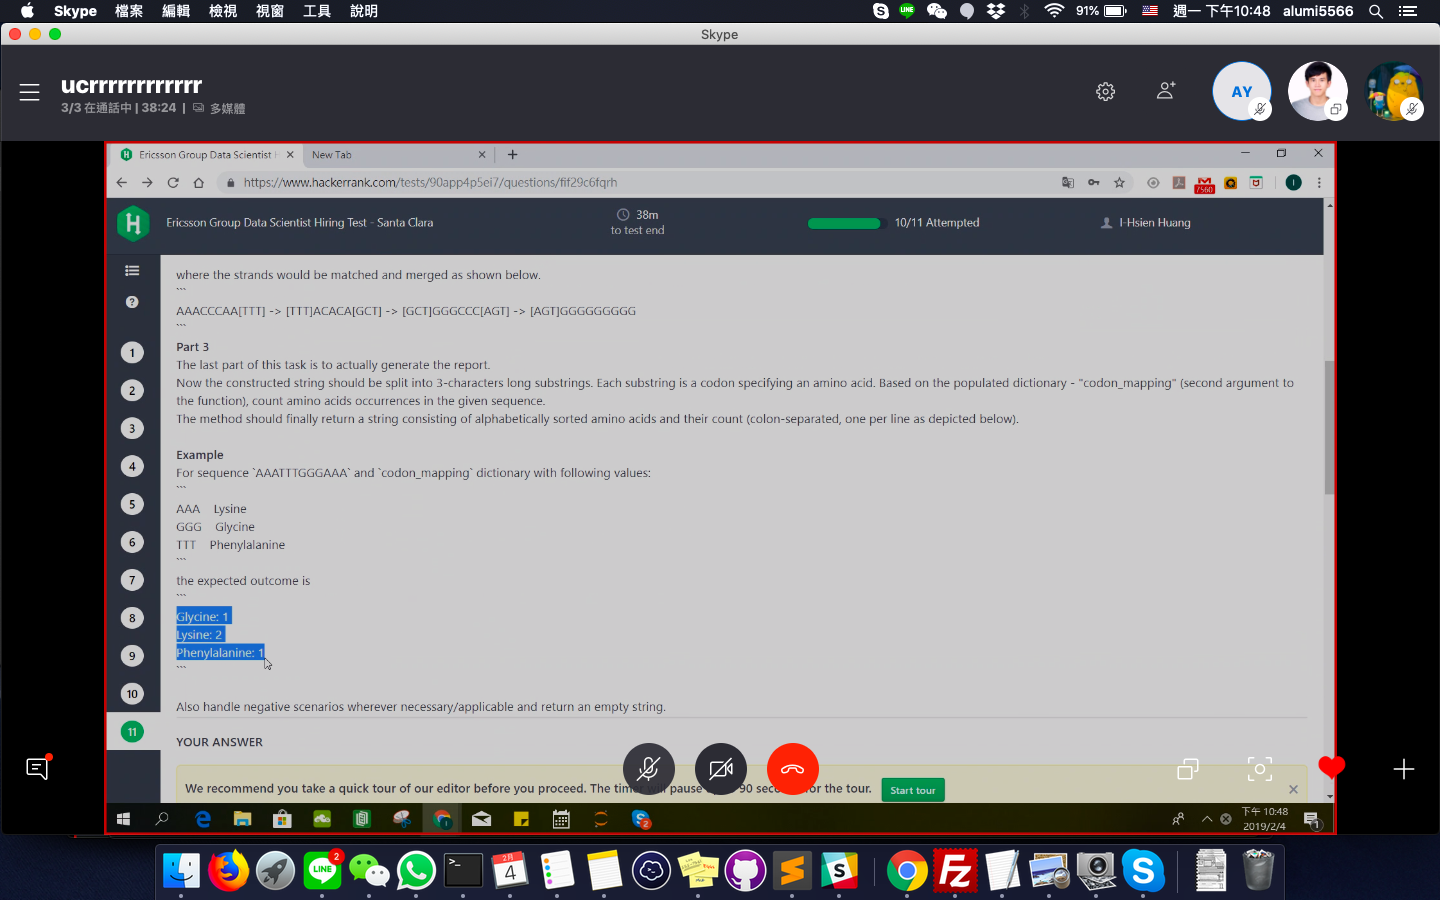 Skype 檔案 編輯 檢視 視窗 工具 說明 91% 週一 下午10:48 alumi5566
Skype
ucrrrrrrrrrrrr
3/3 在通話中 | 38:24 | 多媒體
AY
Ericsson Group Data Scientist H New Tab
https://www.hackerrank.com/tests/90app4p5ei7/questions/fif29c6fqrh
7560
Ericsson Group Data Scientist Hiring Test - Santa Clara
38m
to test end
10/11 Attempted
I-Hsien Huang
where the strands would be matched and merged as shown below.
```
AAACCCAA[TTT] -> [TTT]ACACA[GCT] -> [GCT]GGGCCC[AGT] -> [AGT]GGGGGGGGG
```
Part 3
The last part of this task is to actually generate the report.
Now the constructed string should be split into 3-characters long substrings. Each substring is a codon specifying an amino acid. Based on the populated dictionary - "codon_mapping" (second argument to
the function), count amino acids occurrences in the given sequence.
The method should finally return a string consisting of alphabetically sorted amino acids and their count (colon-separated, one per line as depicted below).
Example
For sequence `AAATTTGGGAAA` and `codon_mapping` dictionary with following values:
```
AAA Lysine
GGG Glycine
TTT Phenylalanine
```
the expected outcome is
```
Glycine: 1
Lysine: 2
Phenylalanine: 1
```
Also handle negative scenarios wherever necessary/applicable and return an empty string.
YOUR ANSWER
We recommend you take a quick tour of our editor before you proceed. The timer will pause 90 seconds for the tour. Start tour
1
2
3
4
5
6
7
8
9
10
11
下午 10:48
2019/2/4
2
1
LINE
2
2月
4